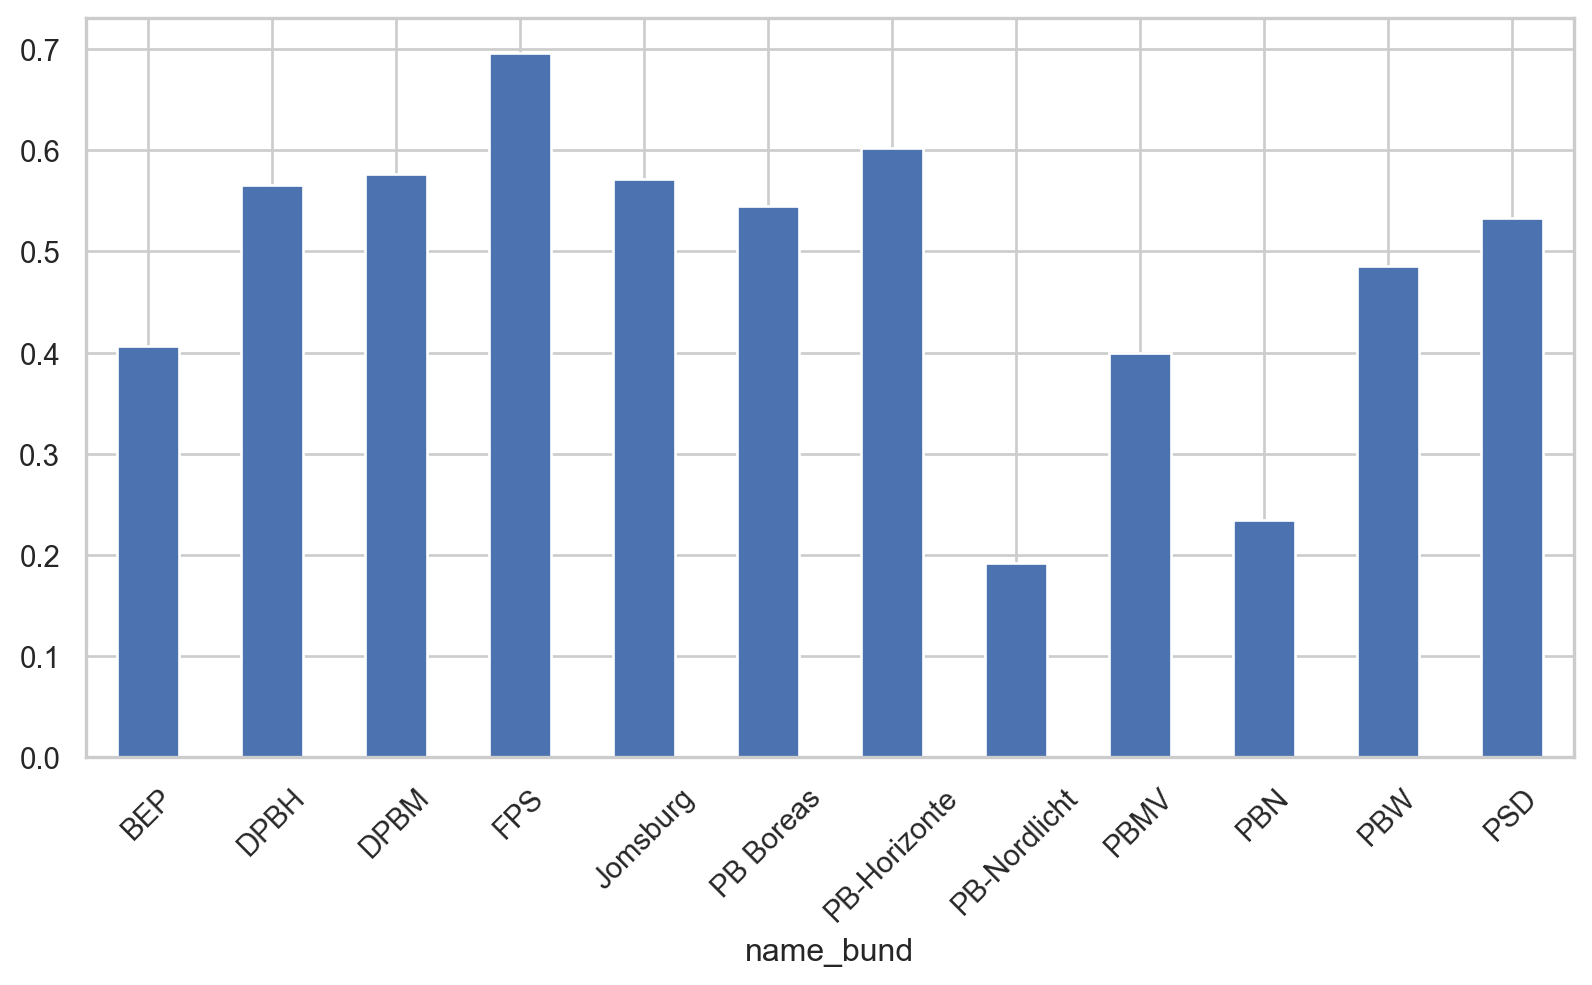 0.7
0.6
0.5
0.4
0.3
0.2
0.1
0.0
BEP
DPBH
DPBM
FPS
Jomsburg
PB Boreas
PB-Horizonte
PB-Nordlicht
PBMV
PBN
PBW
PSD
name_bund